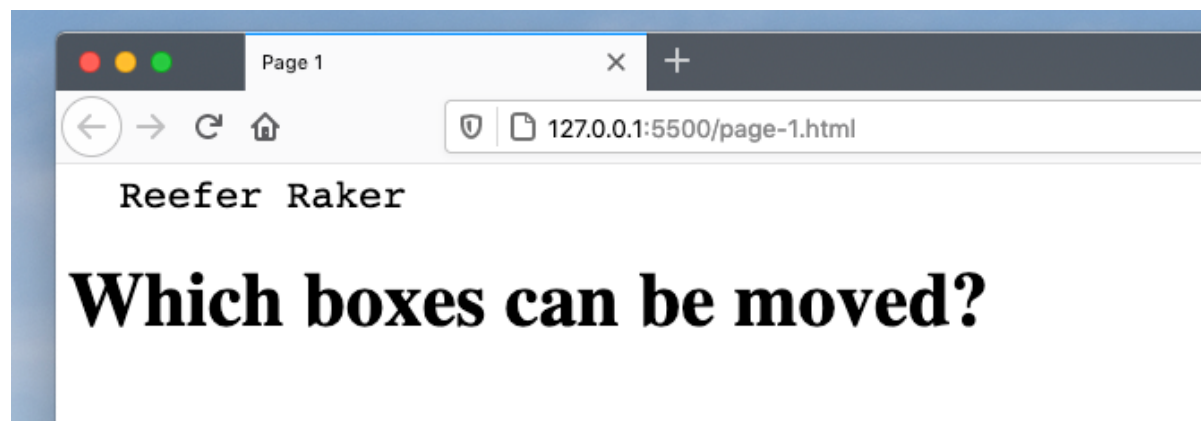 Page 1
127.0.0.1:5500/page-1.html
Reefer Raker
Which boxes can be moved?